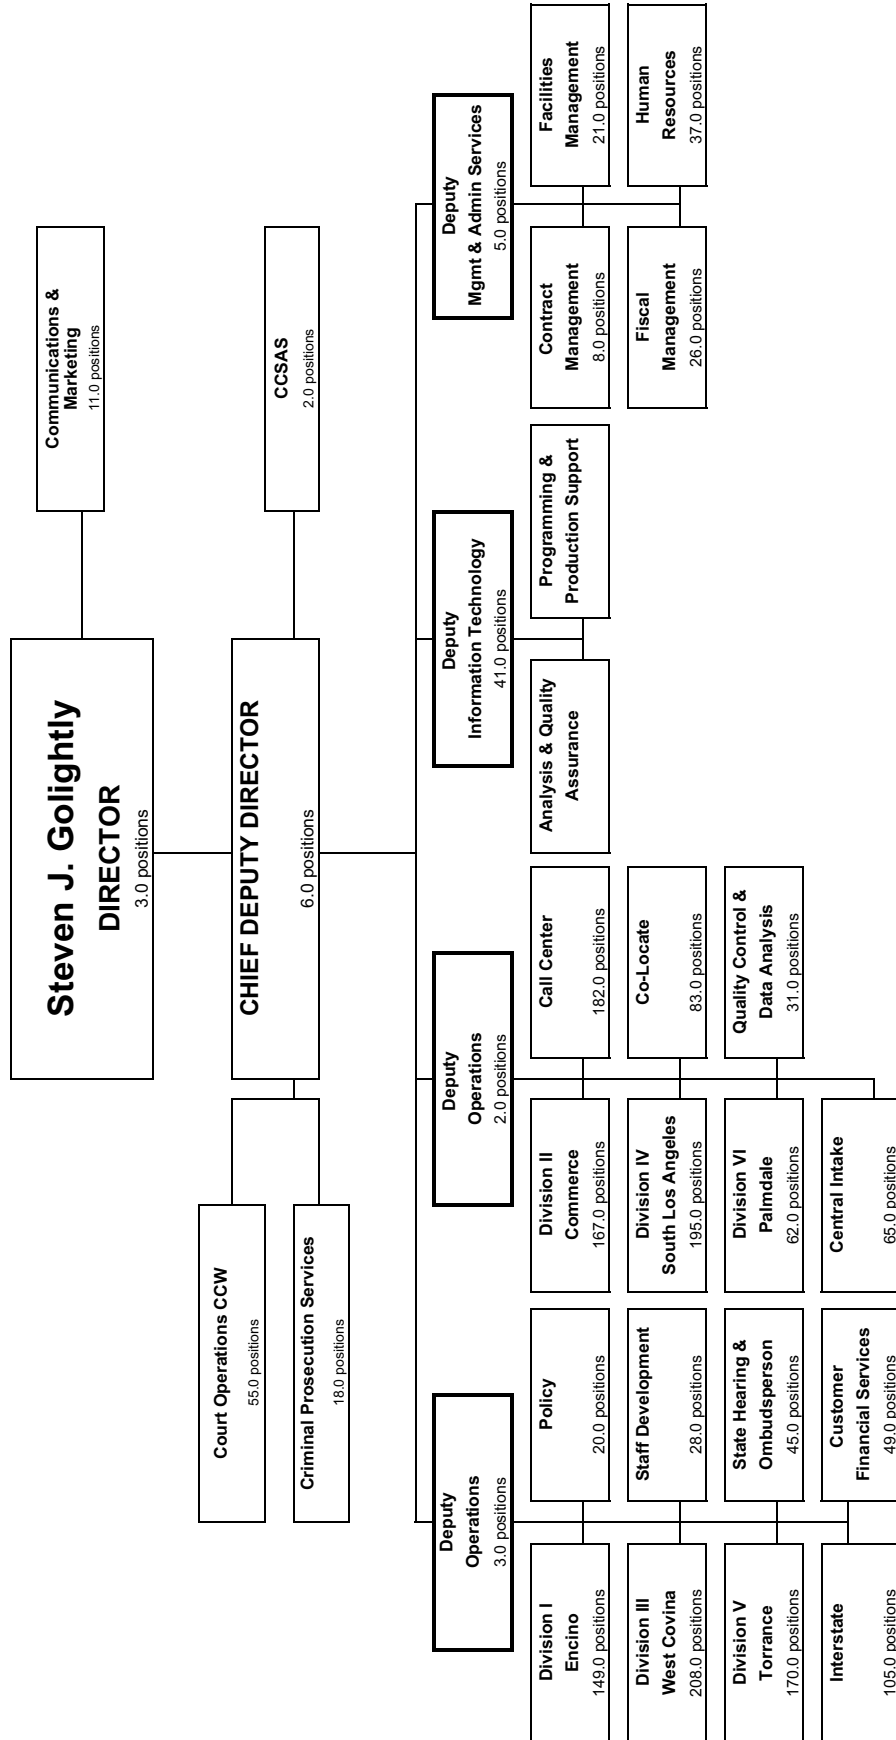 Steven J. Golightly
DIRECTOR
3.0 positions
Communications &
Marketing
11.0 positions
CHIEF DEPUTY DIRECTOR
6.0 positions
CCSAS
2.0 positions
Court Operations CCW
55.0 positions
Criminal Prosecution Services
18.0 positions
Deputy
Operations
3.0 positions
Division I
Encino
149.0 positions
Policy
20.0 positions
Division III
West Covina
208.0 positions
Staff Development
28.0 positions
Division V
Torrance
170.0 positions
State Hearing &
Ombudsperson
45.0 positions
Interstate
105.0 positions
Customer
Financial Services
49.0 positions
Deputy
Operations
2.0 positions
Division II
Commerce
167.0 positions
Call Center
182.0 positions
Division IV
South Los Angeles
195.0 positions
Co-Locate
83.0 positions
Division VI
Palmdale
62.0 positions
Quality Control &
Data Analysis
31.0 positions
Central Intake
65.0 positions
Deputy
Information Technology
41.0 positions
Analysis & Quality
Assurance
Programming &
Production Support
Deputy
Mgmt & Admin Services
5.0 positions
Contract
Management
8.0 positions
Facilities
Management
21.0 positions
Fiscal
Management
26.0 positions
Human
Resources
37.0 positions